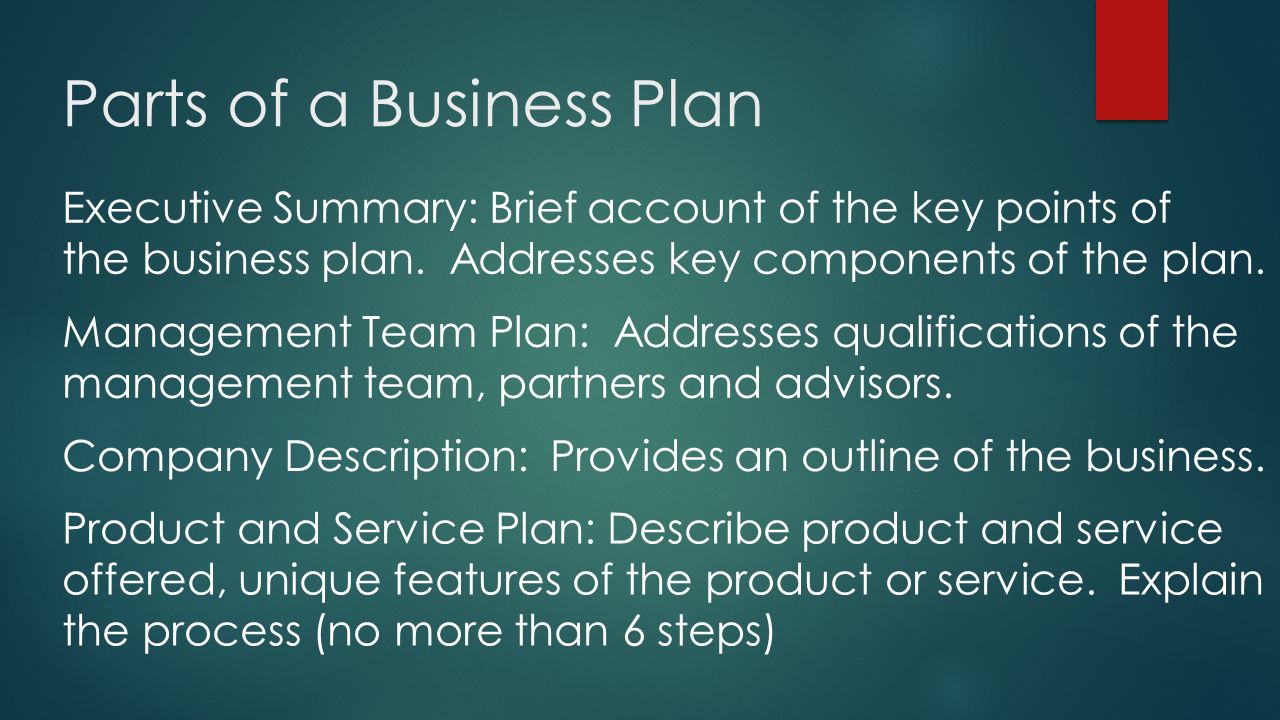 Parts of a Business Plan
Executive Summary: Brief account of the key points of
the business plan.  Addresses key components of the plan.
Management Team Plan:  Addresses qualifications of the
management team, partners and advisors.
Company Description:  Provides an outline of the business.
Product and Service Plan: Describe product and service
offered, unique features of the product or service.  Explain
the process (no more than 6 steps)